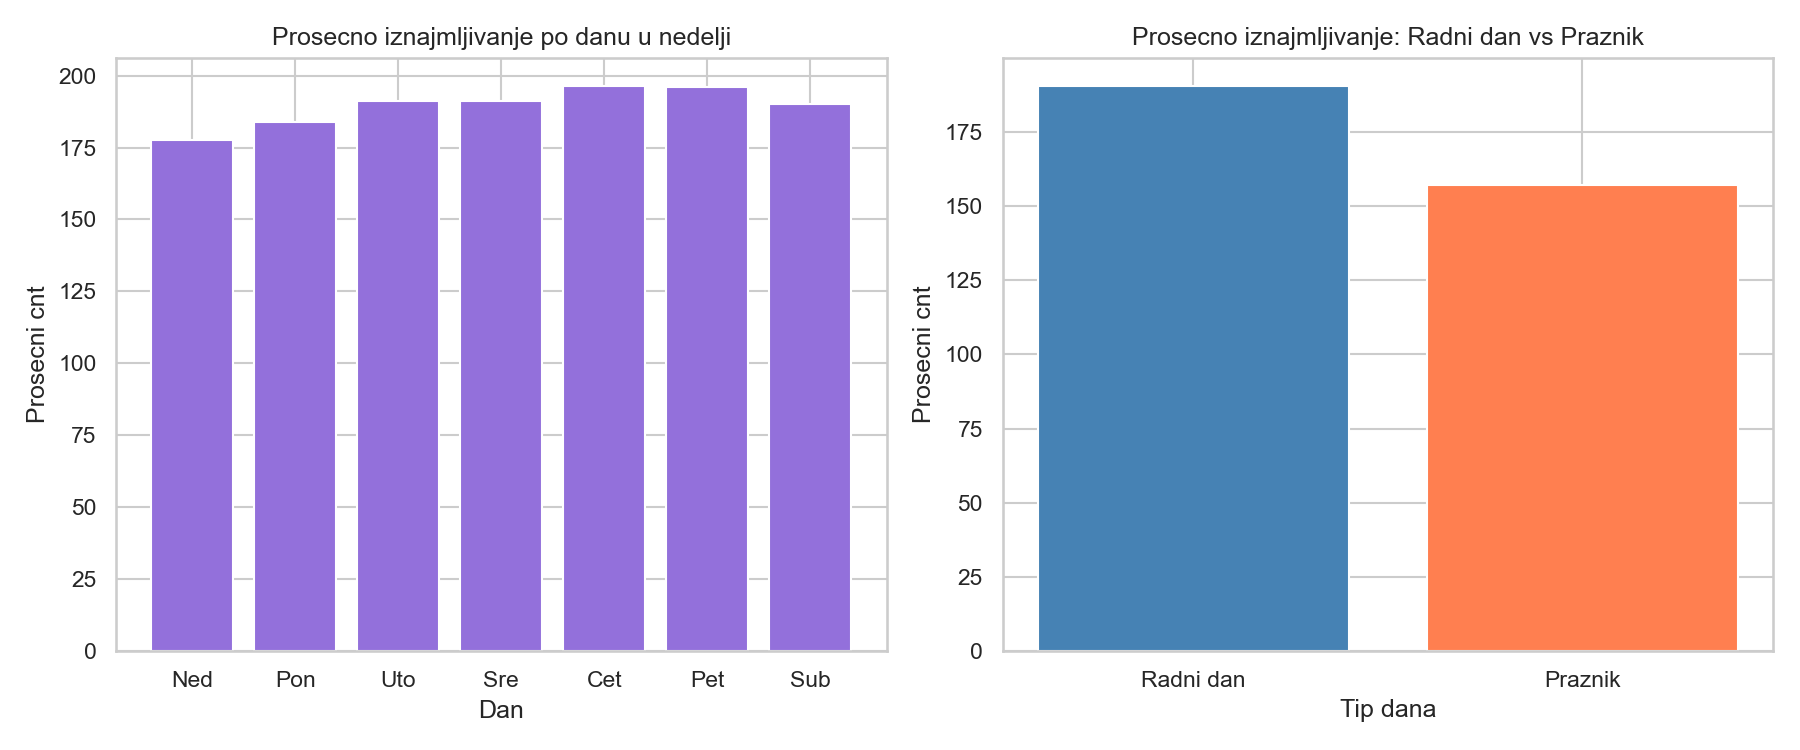 Prosecno iznajmljivanje po danu u nedelji
Prosecni cnt
200
175
150
125
100
75
50
25
0
Ned Pon Uto Sre Cet Pet Sub
Dan
Prosecno iznajmljivanje: Radni dan vs Praznik
Prosecni cnt
175
150
125
100
75
50
25
0
Radni dan Praznik
Tip dana